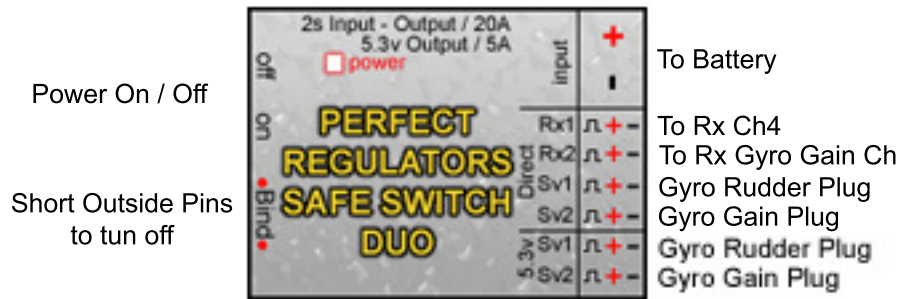 2s Input - Output / 20A
5.3v Output / 5A
power
off
on
Bind
PERFECT
REGULATORS
SAFE SWITCH
DUO
input
+
-
Direct
Rx1 + -
Rx2 + -
Sv1 + -
Sv2 + -
5.3v
Sv1 + -
Sv2 + -
Power On / Off
Short Outside Pins
to tun off
To Battery
To Rx Ch4
To Rx Gyro Gain Ch
Gyro Rudder Plug
Gyro Gain Plug
Gyro Rudder Plug
Gyro Gain Plug